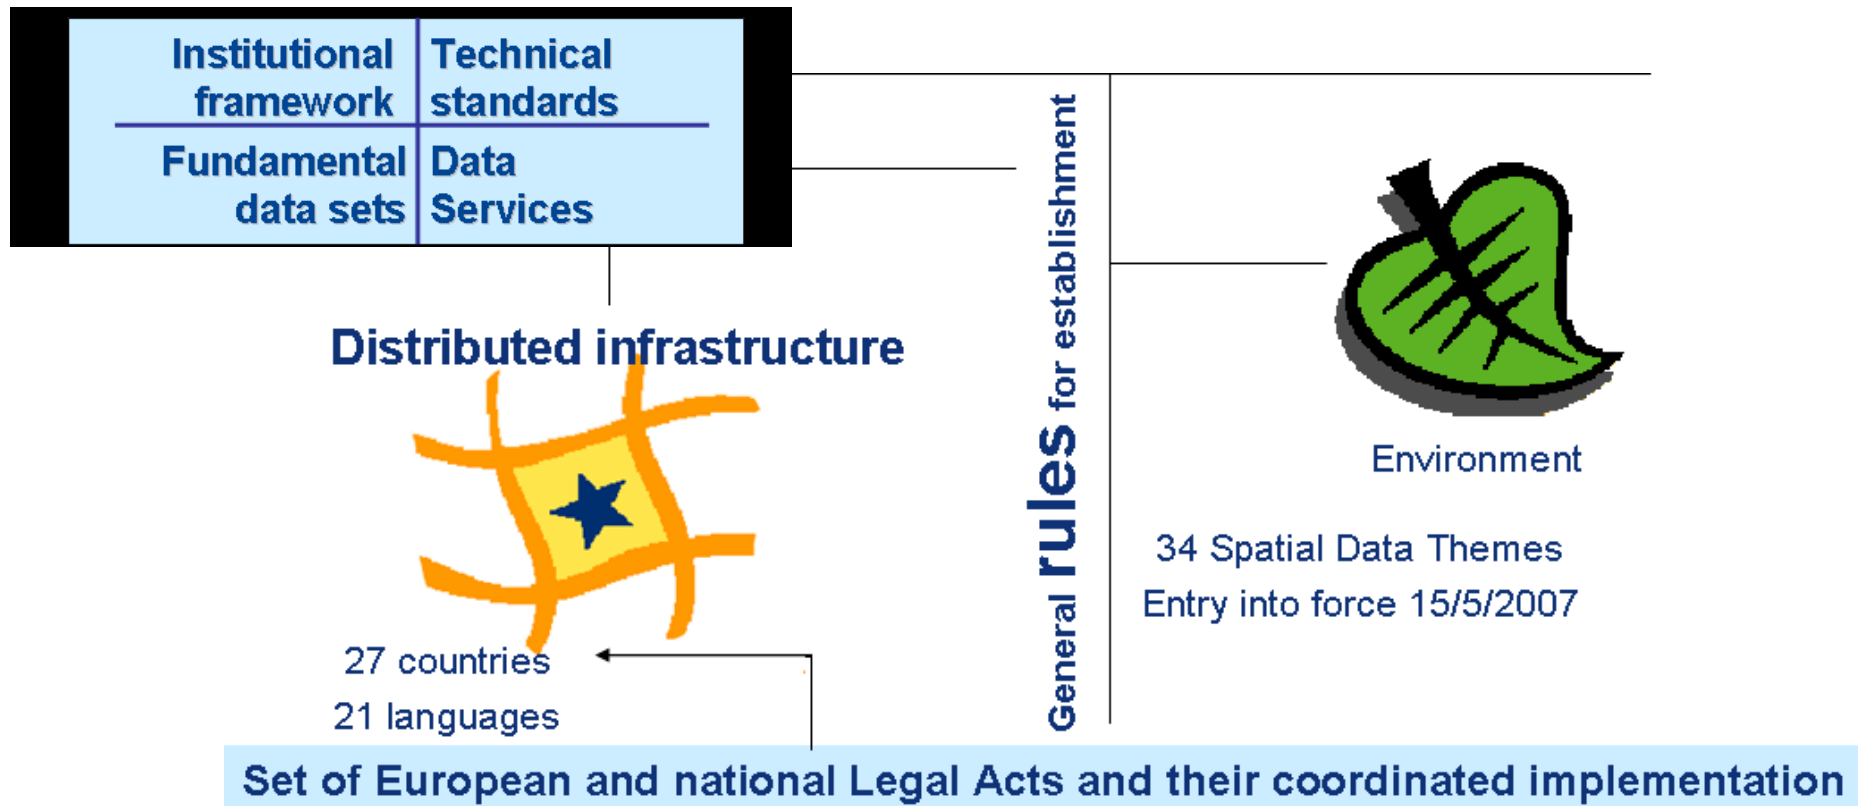 Institutional
framework
Technical
standards
Fundamental
data sets
Data
Services
Distributed infrastructure
27 countries
21 languages
General rules for establishment
Environment
34 Spatial Data Themes
Entry into force 15/5/2007
Set of European and national Legal Acts and their coordinated implementation